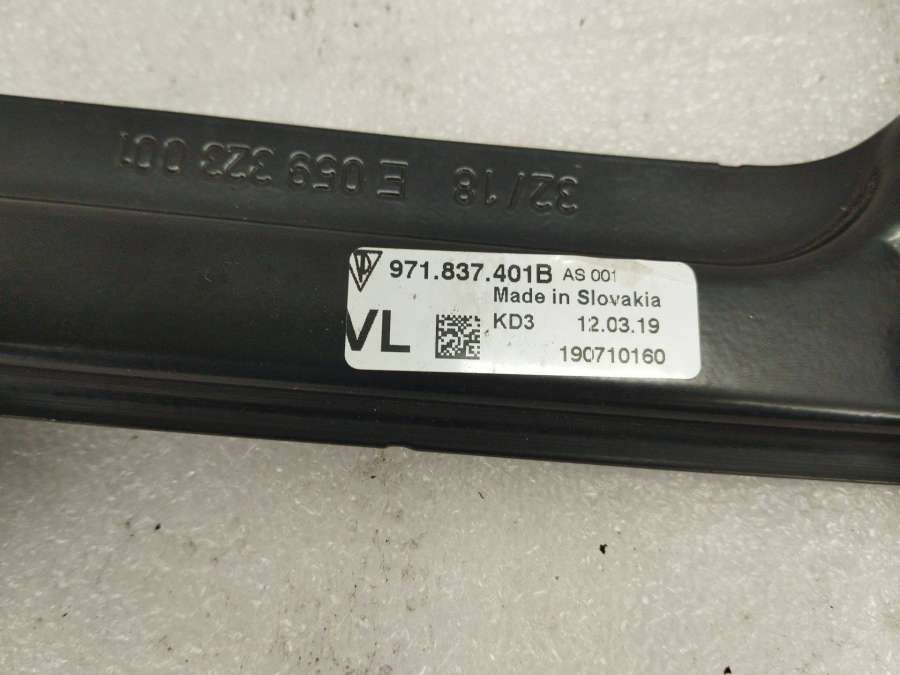 32/18 E 059 323 001
971.837.401B AS 001
Made in Slovakia
VL KD3 12.03.19
190710160